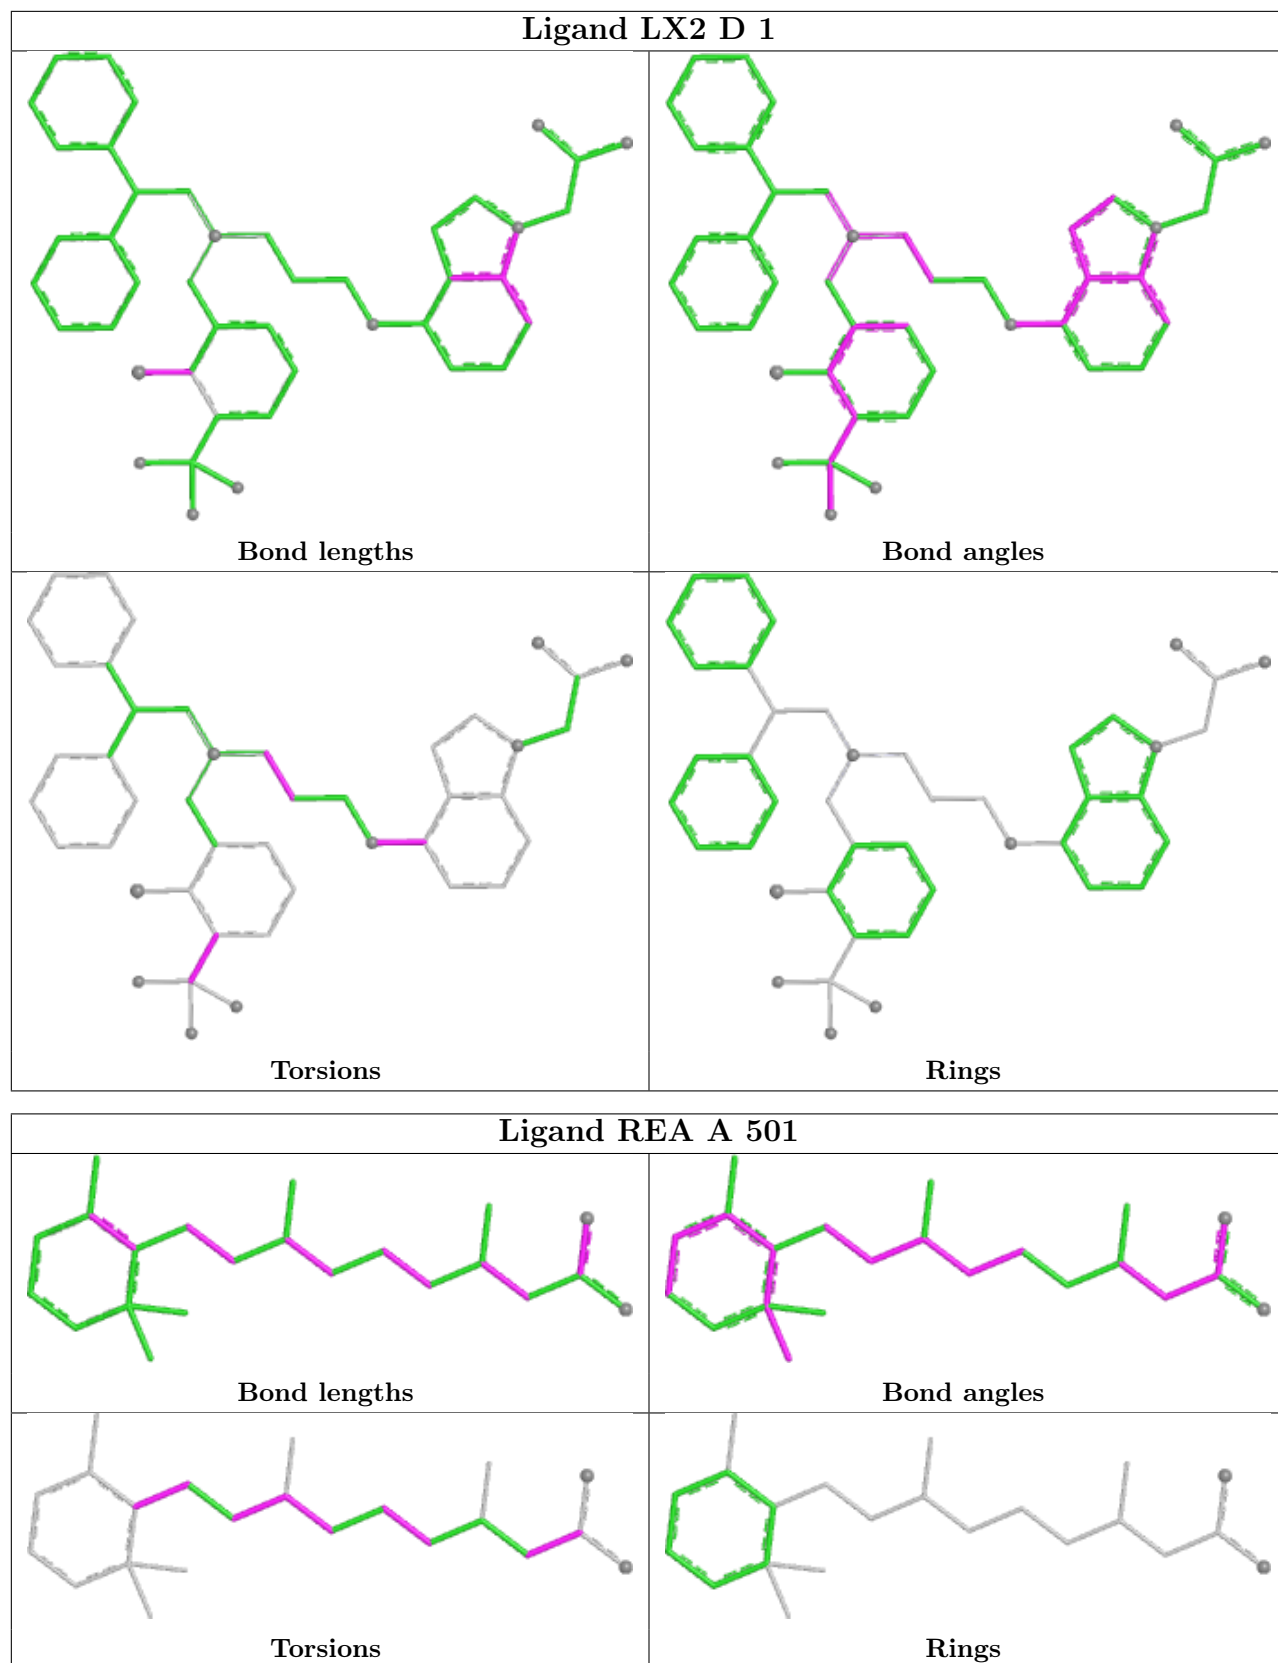 Ligand LX2 D 1
Bond lengths
Bond angles
Torsions
Rings
Ligand REA A 501
Bond lengths
Bond angles
Torsions
Rings